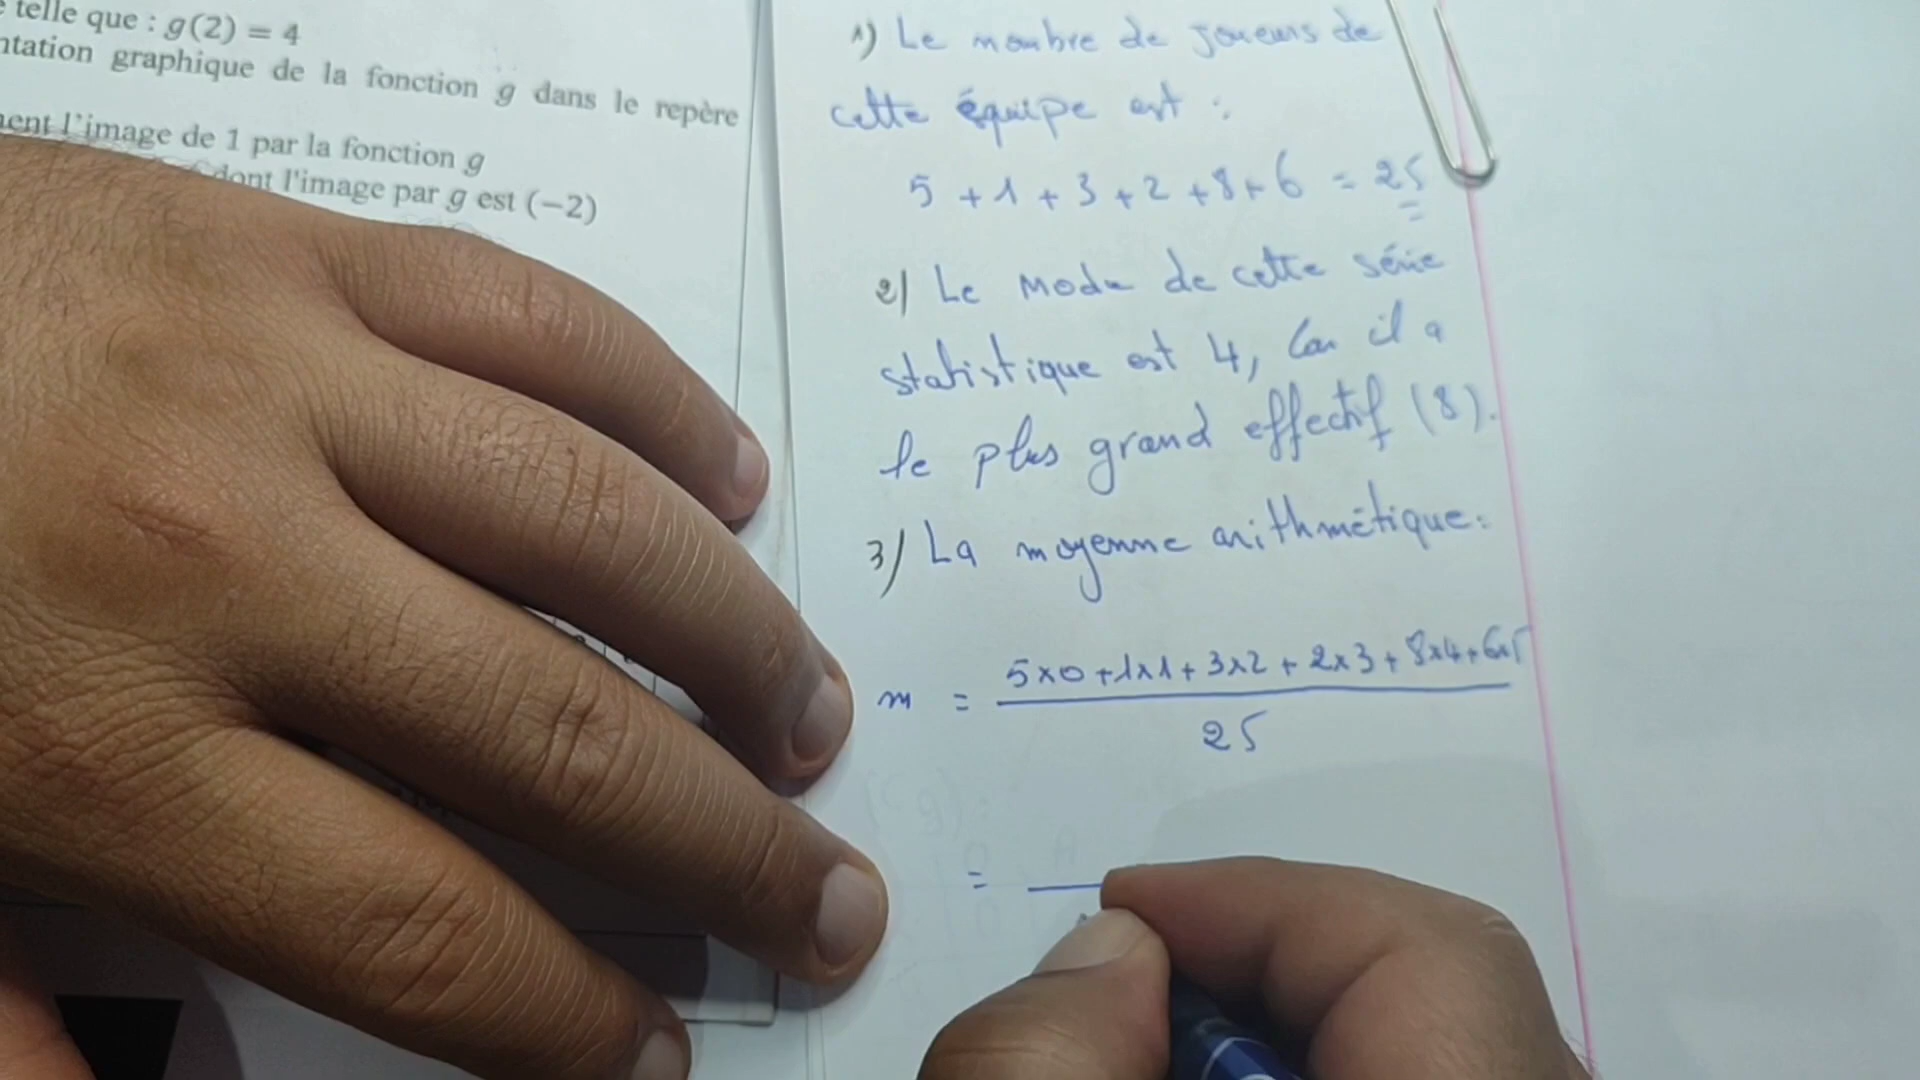 telle que : g(2) = 4
ntation graphique de la fonction g dans le repère
ent l'image de 1 par la fonction g
dont l'image par g est (−2)
1) Le nombre de joueurs de
cette équipe est :
5 + 1 + 3 + 2 + 8 + 6 = 25
2) Le mode de cette série
statistique est 4, Car il a
le plus grand effectif (8).
3) La moyenne arithmétique:
m = 5x0 + 1x1 + 3x2 + 2x3 + 8x4 + 6x5
25
=